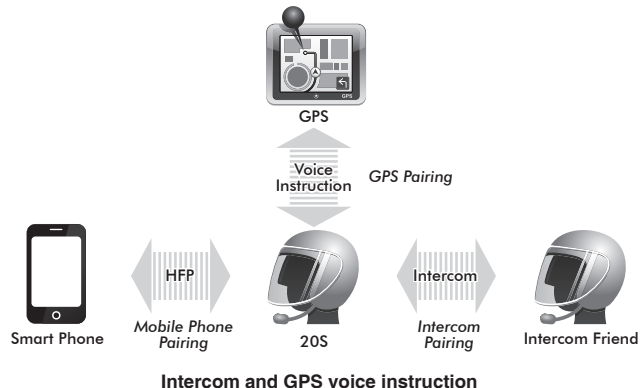 GPS
GPS
Voice
Instruction
GPS Pairing
HFP
Intercom
Smart Phone
Mobile Phone
Pairing
20S
Intercom
Pairing
Intercom Friend
Intercom and GPS voice instruction